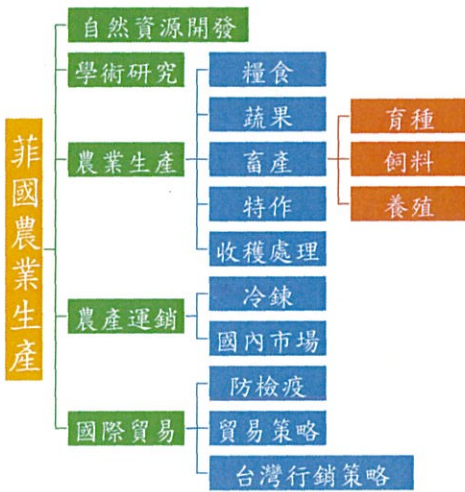 菲國農業生產
自然資源開發
學術研究
農業生產
糧食
蔬果
畜產
育種
飼料
養殖
特作
收穫處理
農產運銷
冷鍊
國內市場
國際貿易
防檢疫
貿易策略
台灣行銷策略